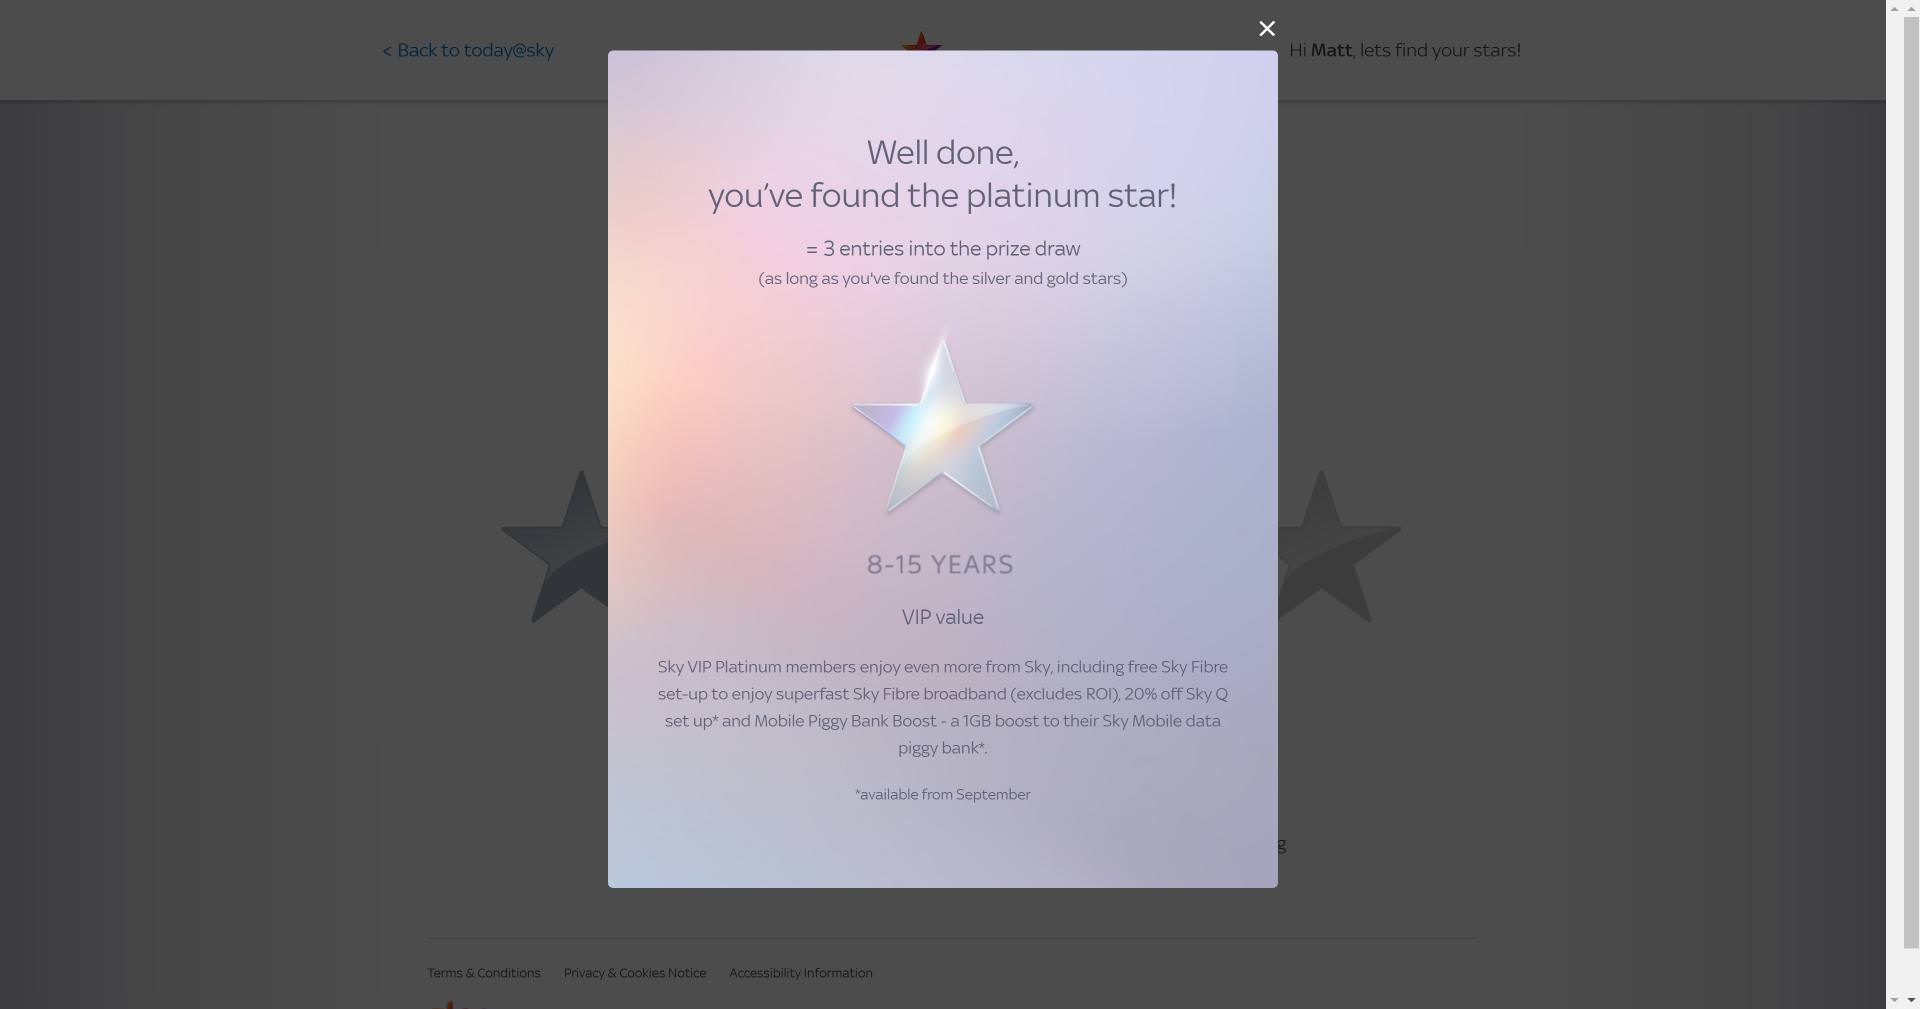 < Back to today@sky
Hi Matt, lets find your stars!
Well done,
you've found the platinum star!
= 3 entries into the prize draw
(as long as you've found the silver and gold stars)
8-15 YEARS
VIP value
Sky VIP Platinum members enjoy even more from Sky, including free Sky Fibre
set-up to enjoy superfast Sky Fibre broadband (excludes ROI), 20% off Sky Q
set up* and Mobile Piggy Bank Boost - a 1GB boost to their Sky Mobile data
piggy bank*.
*available from September
Terms & Conditions
Privacy & Cookies Notice
Accessibility Information